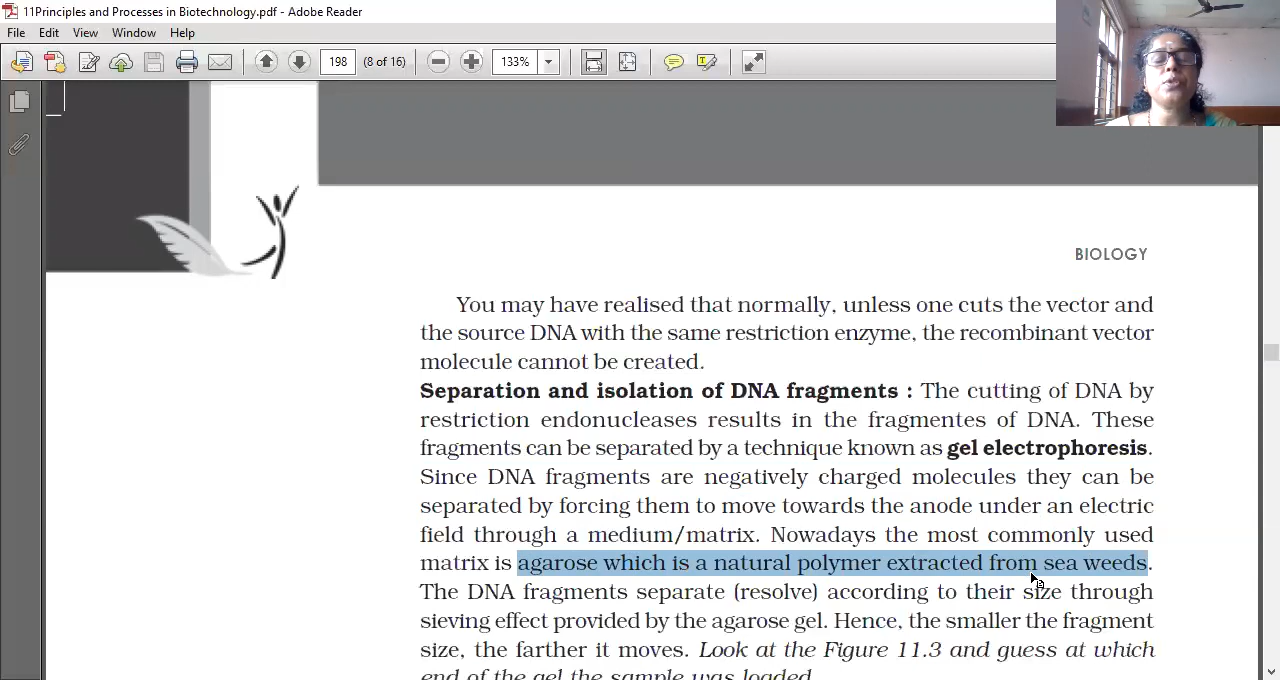 11Principles and Processes in Biotechnology.pdf - Adobe Reader
File Edit View Window Help
198 (8 of 16) 133%
BIOLOGY
You may have realised that normally, unless one cuts the vector and
the source DNA with the same restriction enzyme, the recombinant vector
molecule cannot be created.
Separation and isolation of DNA fragments : The cutting of DNA by
restriction endonucleases results in the fragmentes of DNA. These
fragments can be separated by a technique known as gel electrophoresis.
Since DNA fragments are negatively charged molecules they can be
separated by forcing them to move towards the anode under an electric
field through a medium/matrix. Nowadays the most commonly used
matrix is agarose which is a natural polymer extracted from sea weeds.
The DNA fragments separate (resolve) according to their size through
sieving effect provided by the agarose gel. Hence, the smaller the fragment
size, the farther it moves. Look at the Figure 11.3 and guess at which
end of the gel the sample was loaded.